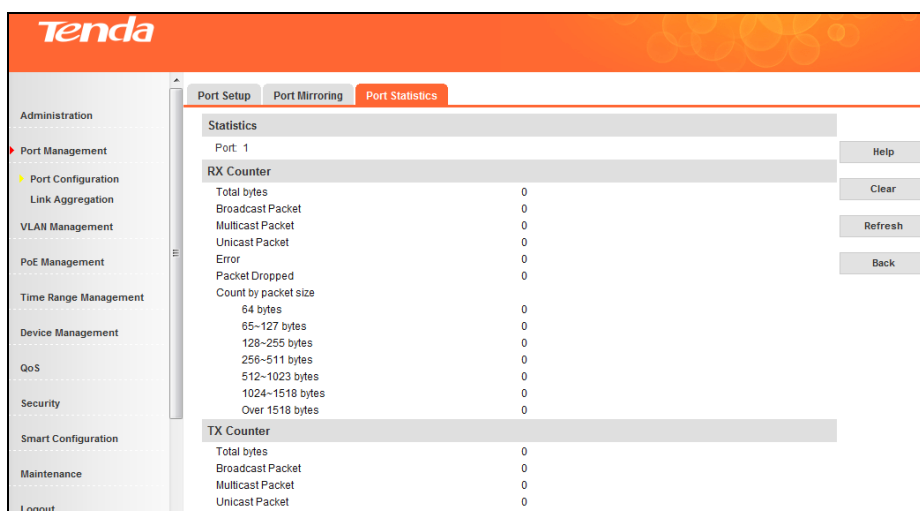 Tenda
Administration
Port Management
Port Configuration
Link Aggregation
VLAN Management
PoE Management
Time Range Management
Device Management
QoS
Security
Smart Configuration
Maintenance
Logout
Port Setup Port Mirroring Port Statistics
Statistics
Port: 1
RX Counter
Total bytes 0
Broadcast Packet 0
Multicast Packet 0
Unicast Packet 0
Error 0
Packet Dropped 0
Count by packet size
64 bytes 0
65~127 bytes 0
128~255 bytes 0
256~511 bytes 0
512~1023 bytes 0
1024~1518 bytes 0
Over 1518 bytes 0
TX Counter
Total bytes 0
Broadcast Packet 0
Multicast Packet 0
Unicast Packet 0
Help
Clear
Refresh
Back